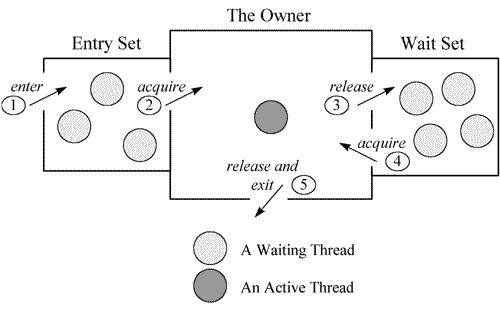 The Owner
Entry Set
Wait Set
enter
1
acquire
2
release
3
acquire
4
release and
exit
5
A Waiting Thread
An Active Thread